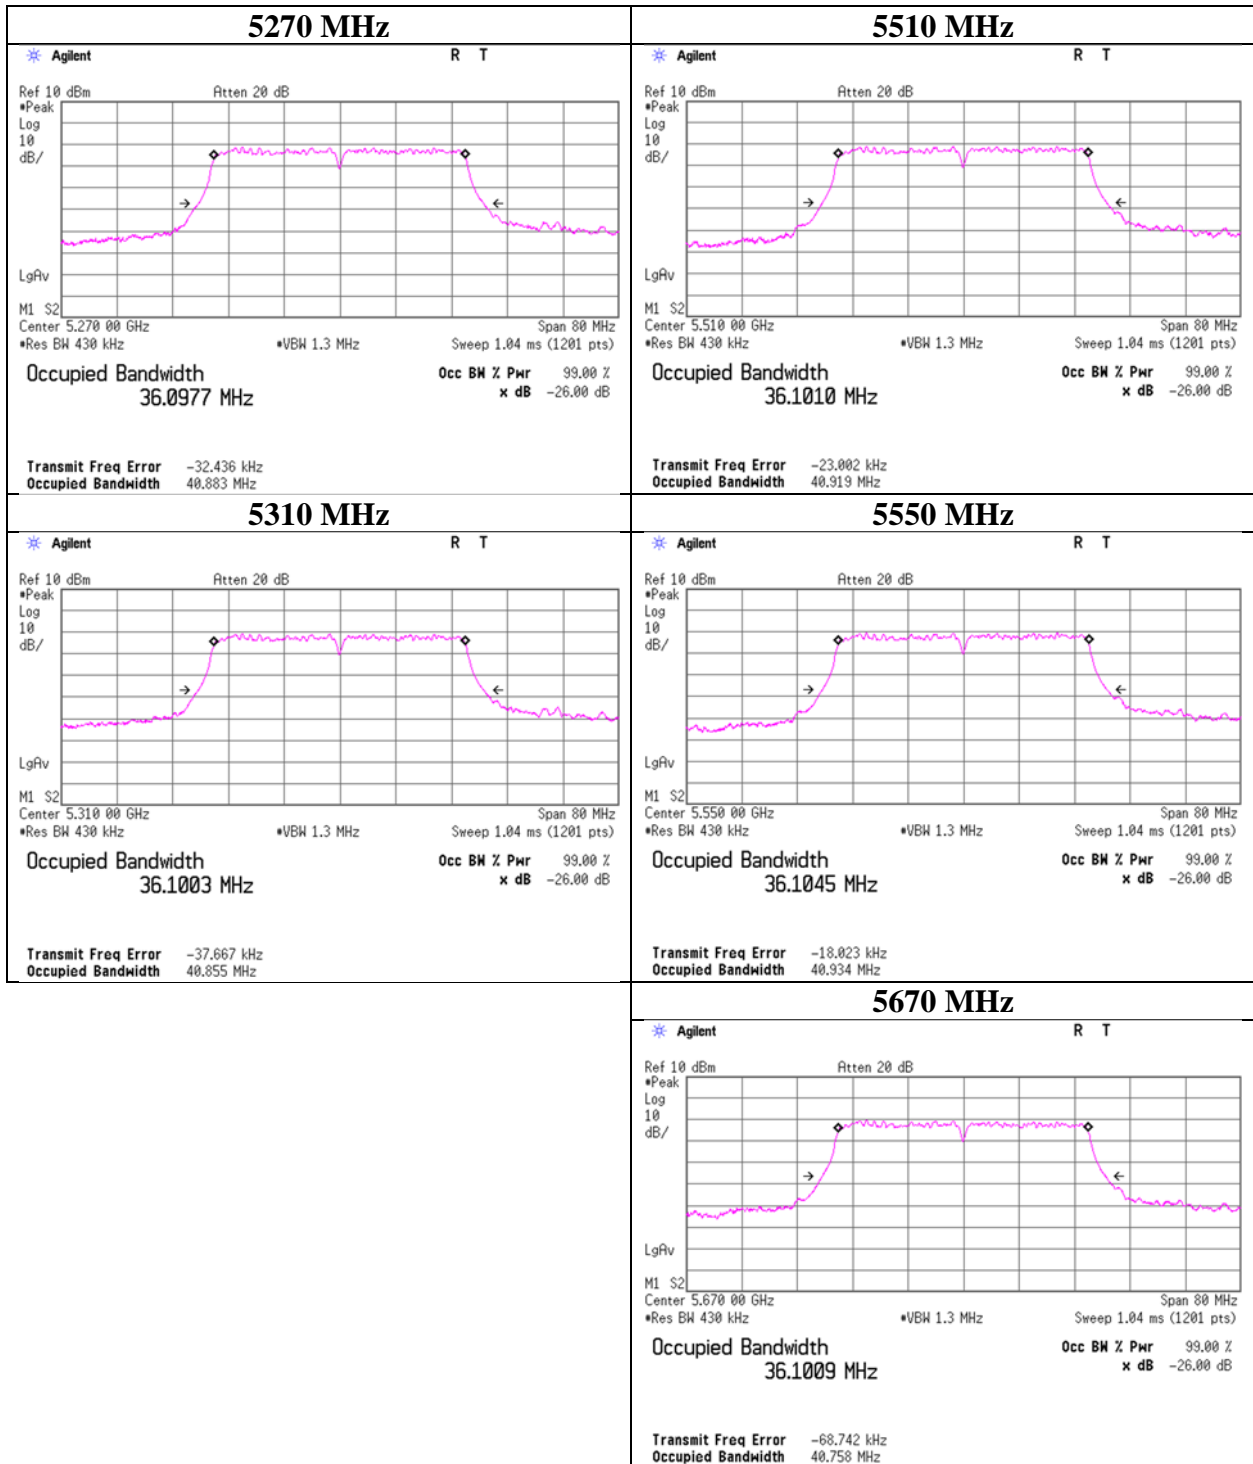 5270 MHz
Agilent R T
Ref 10 dBm Atten 20 dB
*Peak
Log
10
dB/
LgAv
M1 S2
Center 5.270 00 GHz Span 80 MHz
*Res BW 430 kHz *VBW 1.3 MHz Sweep 1.04 ms (1201 pts)
Occupied Bandwidth Occ BW % Pwr 99.00 %
36.0977 MHz x dB -26.00 dB
Transmit Freq Error -32.436 kHz
Occupied Bandwidth 40.883 MHz
5510 MHz
Agilent R T
Ref 10 dBm Atten 20 dB
*Peak
Log
10
dB/
LgAv
M1 S2
Center 5.510 00 GHz Span 80 MHz
*Res BW 430 kHz *VBW 1.3 MHz Sweep 1.04 ms (1201 pts)
Occupied Bandwidth Occ BW % Pwr 99.00 %
36.1010 MHz x dB -26.00 dB
Transmit Freq Error -23.002 kHz
Occupied Bandwidth 40.919 MHz
5310 MHz
Agilent R T
Ref 10 dBm Atten 20 dB
*Peak
Log
10
dB/
LgAv
M1 S2
Center 5.310 00 GHz Span 80 MHz
*Res BW 430 kHz *VBW 1.3 MHz Sweep 1.04 ms (1201 pts)
Occupied Bandwidth Occ BW % Pwr 99.00 %
36.1003 MHz x dB -26.00 dB
Transmit Freq Error -37.667 kHz
Occupied Bandwidth 40.855 MHz
5550 MHz
Agilent R T
Ref 10 dBm Atten 20 dB
*Peak
Log
10
dB/
LgAv
M1 S2
Center 5.550 00 GHz Span 80 MHz
*Res BW 430 kHz *VBW 1.3 MHz Sweep 1.04 ms (1201 pts)
Occupied Bandwidth Occ BW % Pwr 99.00 %
36.1045 MHz x dB -26.00 dB
Transmit Freq Error -18.023 kHz
Occupied Bandwidth 40.934 MHz
5670 MHz
Agilent R T
Ref 10 dBm Atten 20 dB
*Peak
Log
10
dB/
LgAv
M1 S2
Center 5.670 00 GHz Span 80 MHz
*Res BW 430 kHz *VBW 1.3 MHz Sweep 1.04 ms (1201 pts)
Occupied Bandwidth Occ BW % Pwr 99.00 %
36.1009 MHz x dB -26.00 dB
Transmit Freq Error -68.742 kHz
Occupied Bandwidth 40.758 MHz